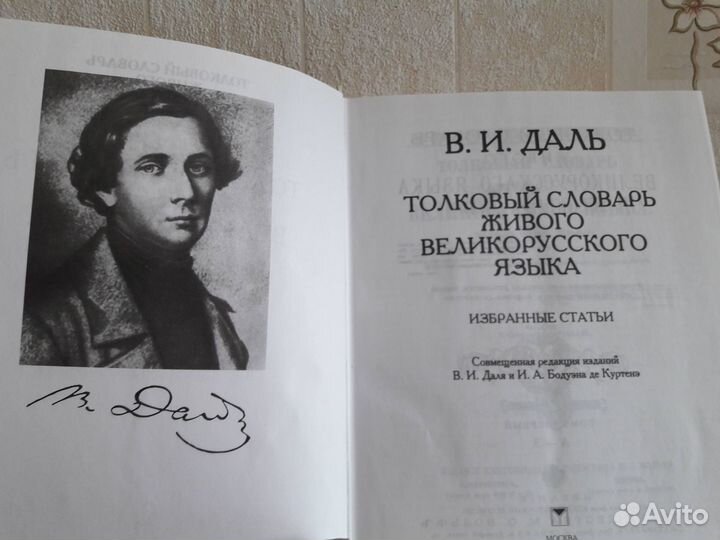 В. Даль
В. И. ДАЛЬ
ТОЛКОВЫЙ СЛОВАРЬ
ЖИВОГО
ВЕЛИКОРУССКОГО
ЯЗЫКА
ИЗБРАННЫЕ СТАТЬИ
Совмещенная редакция изданий
В. И. Даля и И. А. Бодуэна де Куртенэ
МОСКВА
Avito